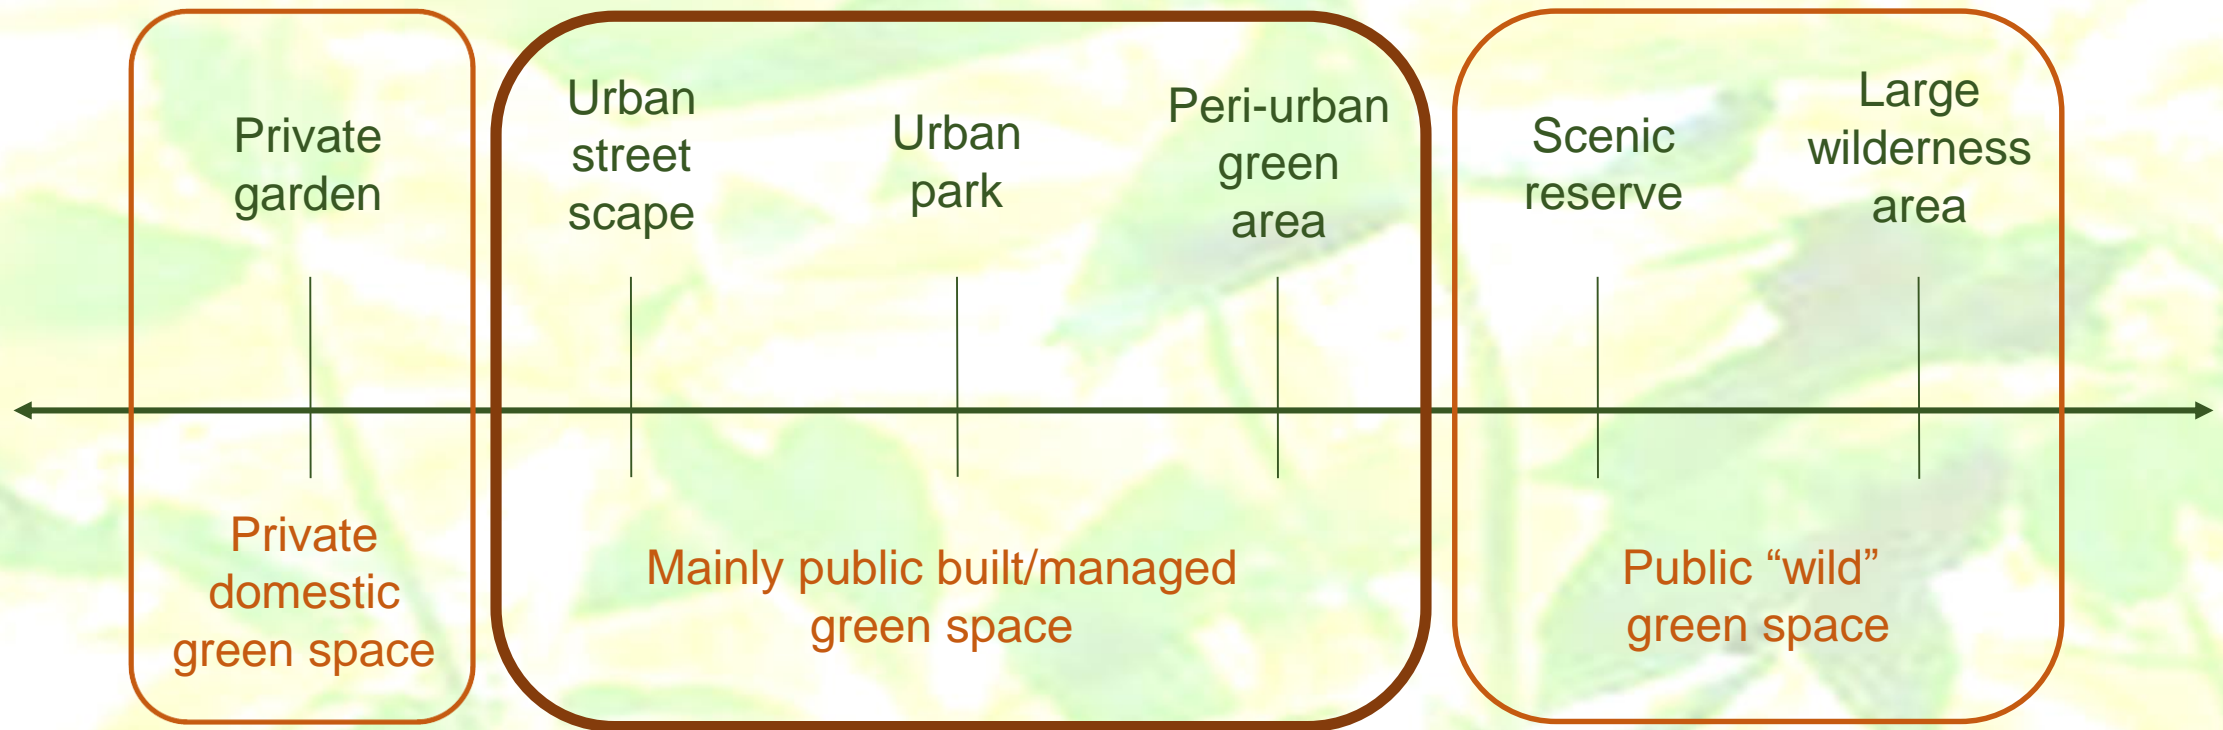 Private
garden
Urban
street
scape
Urban
park
Peri-urban
green
area
Scenic
reserve
Large
wilderness
area
Private
domestic
green space
Mainly public built/managed
green space
Public “wild”
green space